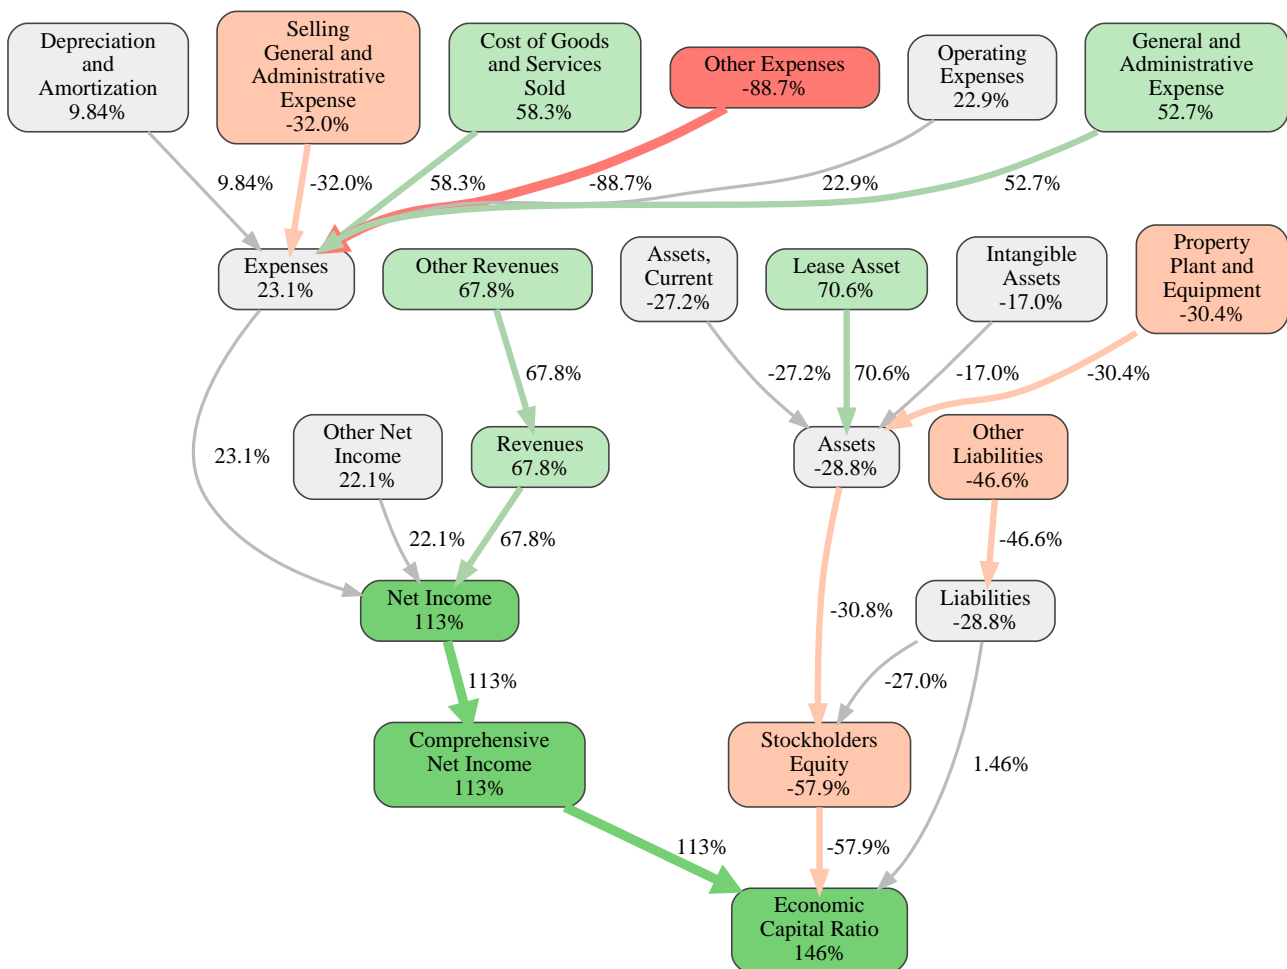 Depreciation
and
Amortization
9.84%
Selling
General and
Administrative
Expense
-32.0%
Cost of Goods
and Services
Sold
58.3%
Other Expenses
-88.7%
Operating
Expenses
22.9%
General and
Administrative
Expense
52.7%
9.84%
-32.0%
58.3%
-88.7%
22.9%
52.7%
Expenses
23.1%
Other Revenues
67.8%
Assets,
Current
-27.2%
Lease Asset
70.6%
Intangible
Assets
-17.0%
Property
Plant and
Equipment
-30.4%
67.8%
-27.2%
70.6%
-17.0%
-30.4%
23.1%
Other Net
Income
22.1%
Revenues
67.8%
Assets
-28.8%
Other
Liabilities
-46.6%
22.1%
67.8%
-46.6%
Net Income
113%
-30.8%
Liabilities
-28.8%
113%
-27.0%
Comprehensive
Net Income
113%
Stockholders
Equity
-57.9%
1.46%
113%
-57.9%
Economic
Capital Ratio
146%